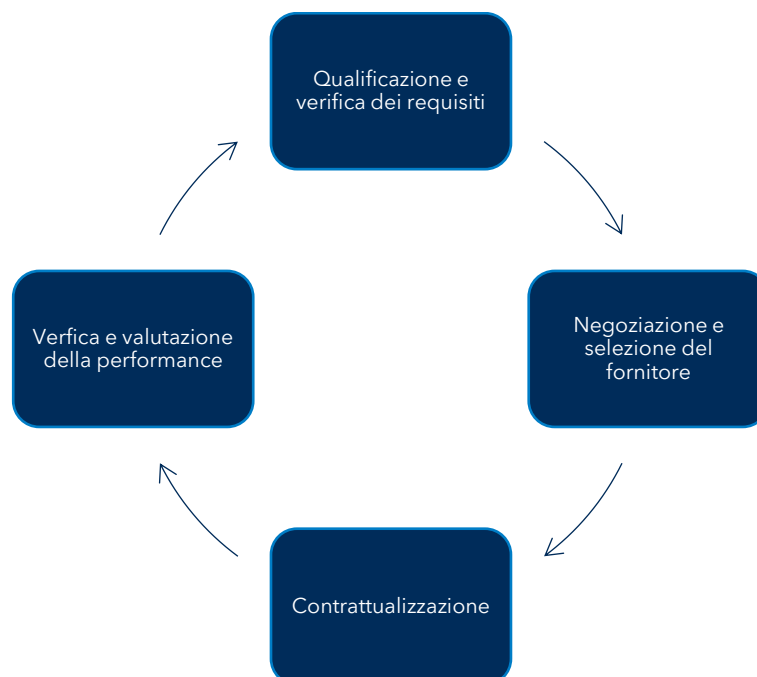 Qualificazione e
verifica dei requisiti
Negoziazione e
selezione del
fornitore
Contrattualizzazione
Verfica e valutazione
della performance